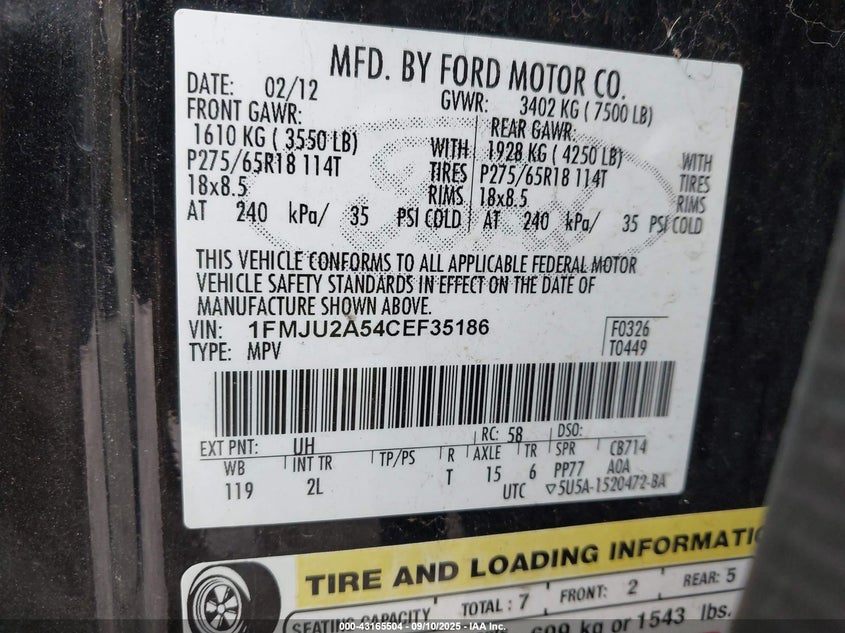 MFD. BY FORD MOTOR CO.
DATE: 02/12 GVWR: 3402 KG ( 7500 LB)
FRONT GAWR: REAR GAWR:
1610 KG ( 3550 LB) WITH 1928 KG ( 4250 LB) WITH
P275/65R18 114T TIRES P275/65R18 114T TIRES
18x8.5 RIMS 18x8.5 RIMS
AT 240 kPa/ 35 PSI COLD AT 240 kPa/ 35 PSI COLD
THIS VEHICLE CONFORMS TO ALL APPLICABLE FEDERAL MOTOR
VEHICLE SAFETY STANDARDS IN EFFECT ON THE DATE OF
MANUFACTURE SHOWN ABOVE.
VIN: 1FMJU2A54CEF35186 F0326
TYPE: MPV T0449
EXT PNT: UH RC: 58 DSO:
WB INT TR TP/PS R AXLE TR SPR CB714
119 2L T 15 6 PP77 A0A
UTC ▽5U5A-1520472-BA
TIRE AND LOADING INFORMATIO
SEATING CAPACITY TOTAL : 7 FRONT: 2 REAR: 5
kg or 1543 lbs.
000-43165504 - 09/10/2025 - IAA, Inc.